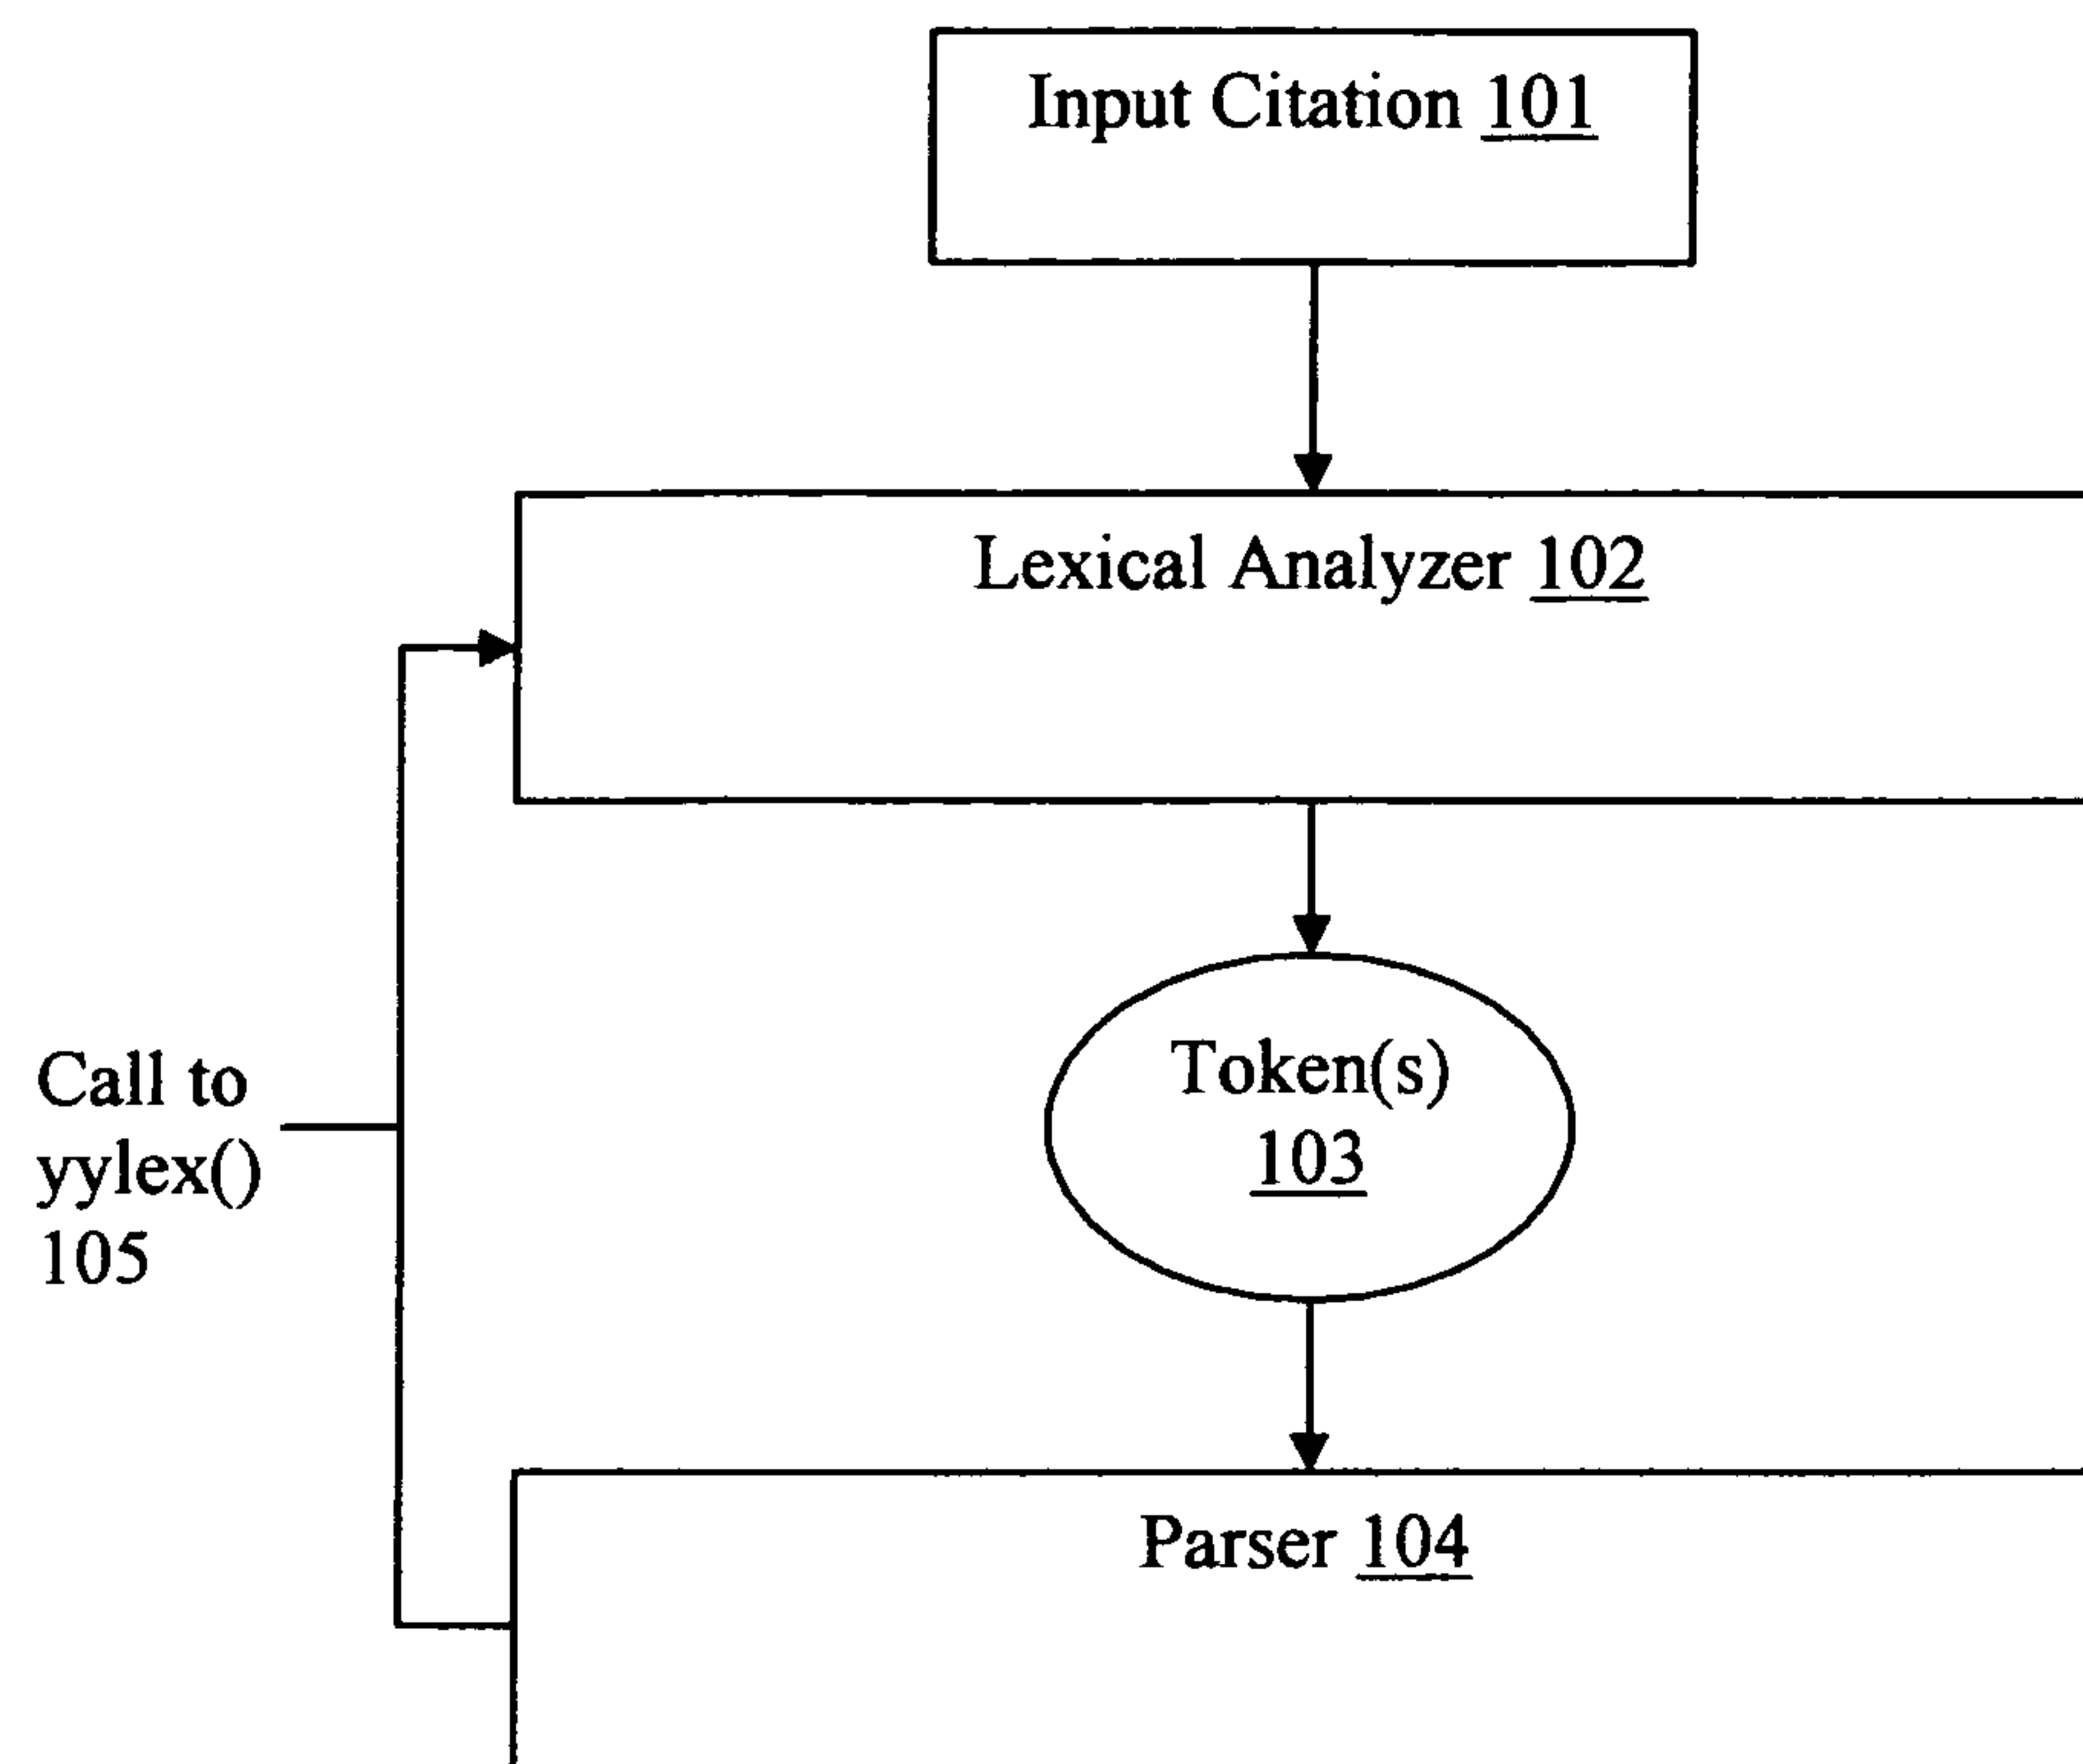 Input Citation 101
Lexical Analyzer 102
Token(s)
103
Call to
yylex()
105
Parser 104